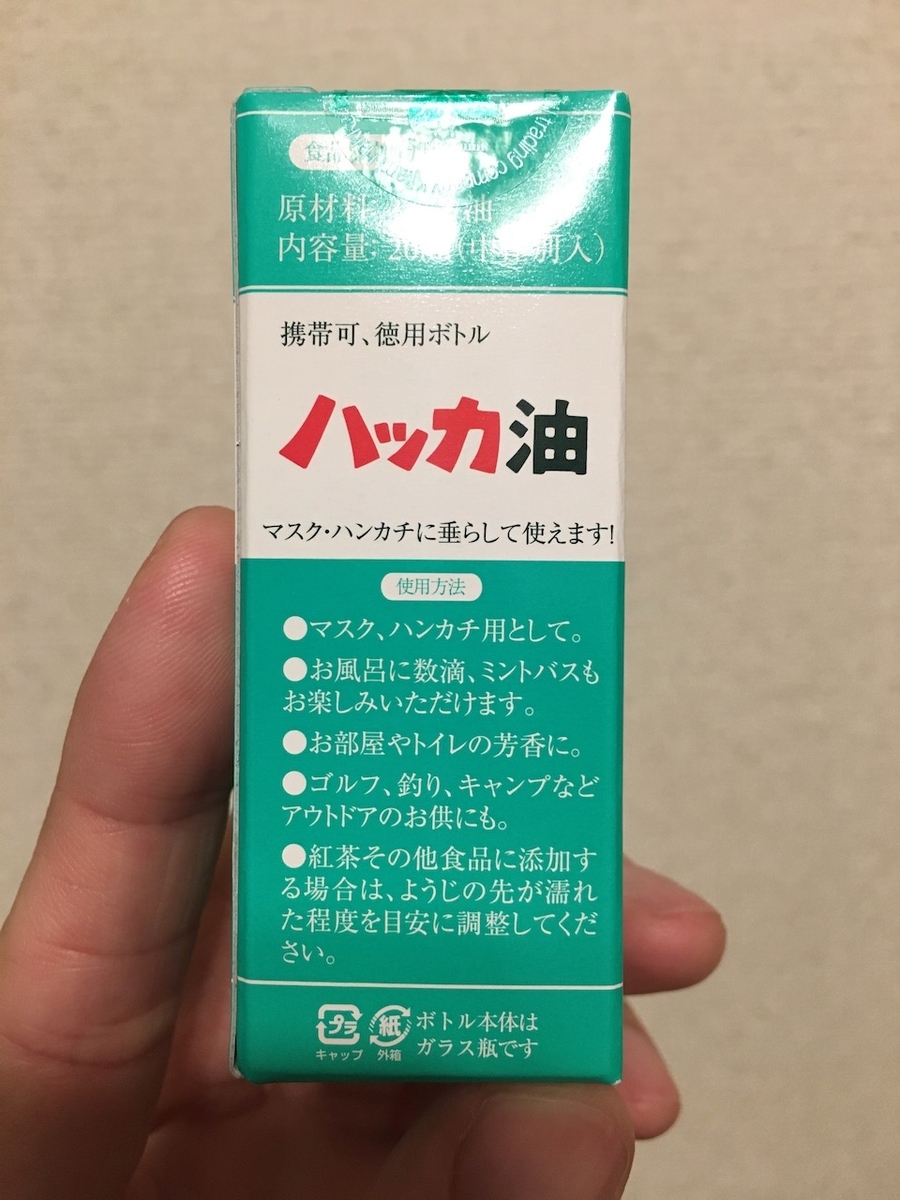 trading
原材料 油
内容量: (中 別入)
携帯可、徳用ボトル
ハッカ油
マスク・ハンカチに垂らして使えます!
使用方法
●マスク、ハンカチ用として。
●お風呂に数滴、ミントバスも
お楽しみいただけます。
●お部屋やトイレの芳香に。
●ゴルフ、釣り、キャンプなど
アウトドアのお供にも。
●紅茶その他食品に添加す
る場合は、ようじの先が濡れ
た程度を目安に調整してくだ
さい。
プラ 紙 ボトル本体は
キャップ 外箱 ガラス瓶です